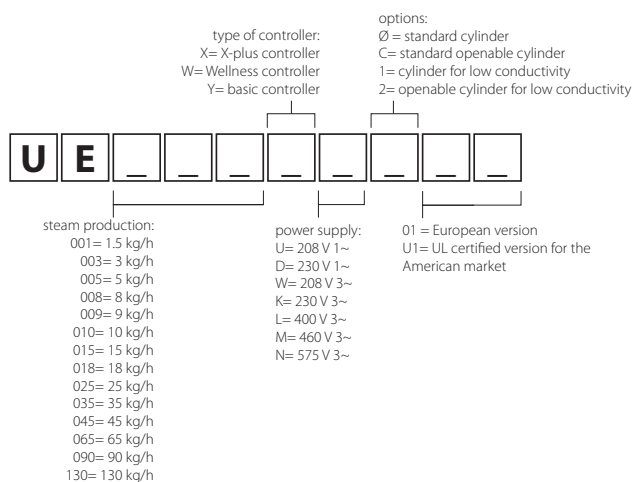 type of controller:
X= X-plus controller
W= Wellness controller
Y= basic controller
options:
Ø = standard cylinder
C= standard openable cylinder
1= cylinder for low conductivity
2= openable cylinder for low conductivity
U E _ _ _ _ _ _ _ _
steam production:
001= 1.5 kg/h
003= 3 kg/h
005= 5 kg/h
008= 8 kg/h
009= 9 kg/h
010= 10 kg/h
015= 15 kg/h
018= 18 kg/h
025= 25 kg/h
035= 35 kg/h
045= 45 kg/h
065= 65 kg/h
090= 90 kg/h
130= 130 kg/h
power supply:
U= 208 V 1~
D= 230 V 1~
W= 208 V 3~
K= 230 V 3~
L= 400 V 3~
M= 460 V 3~
N= 575 V 3~
01 = European version
U1= UL certified version for the
American market